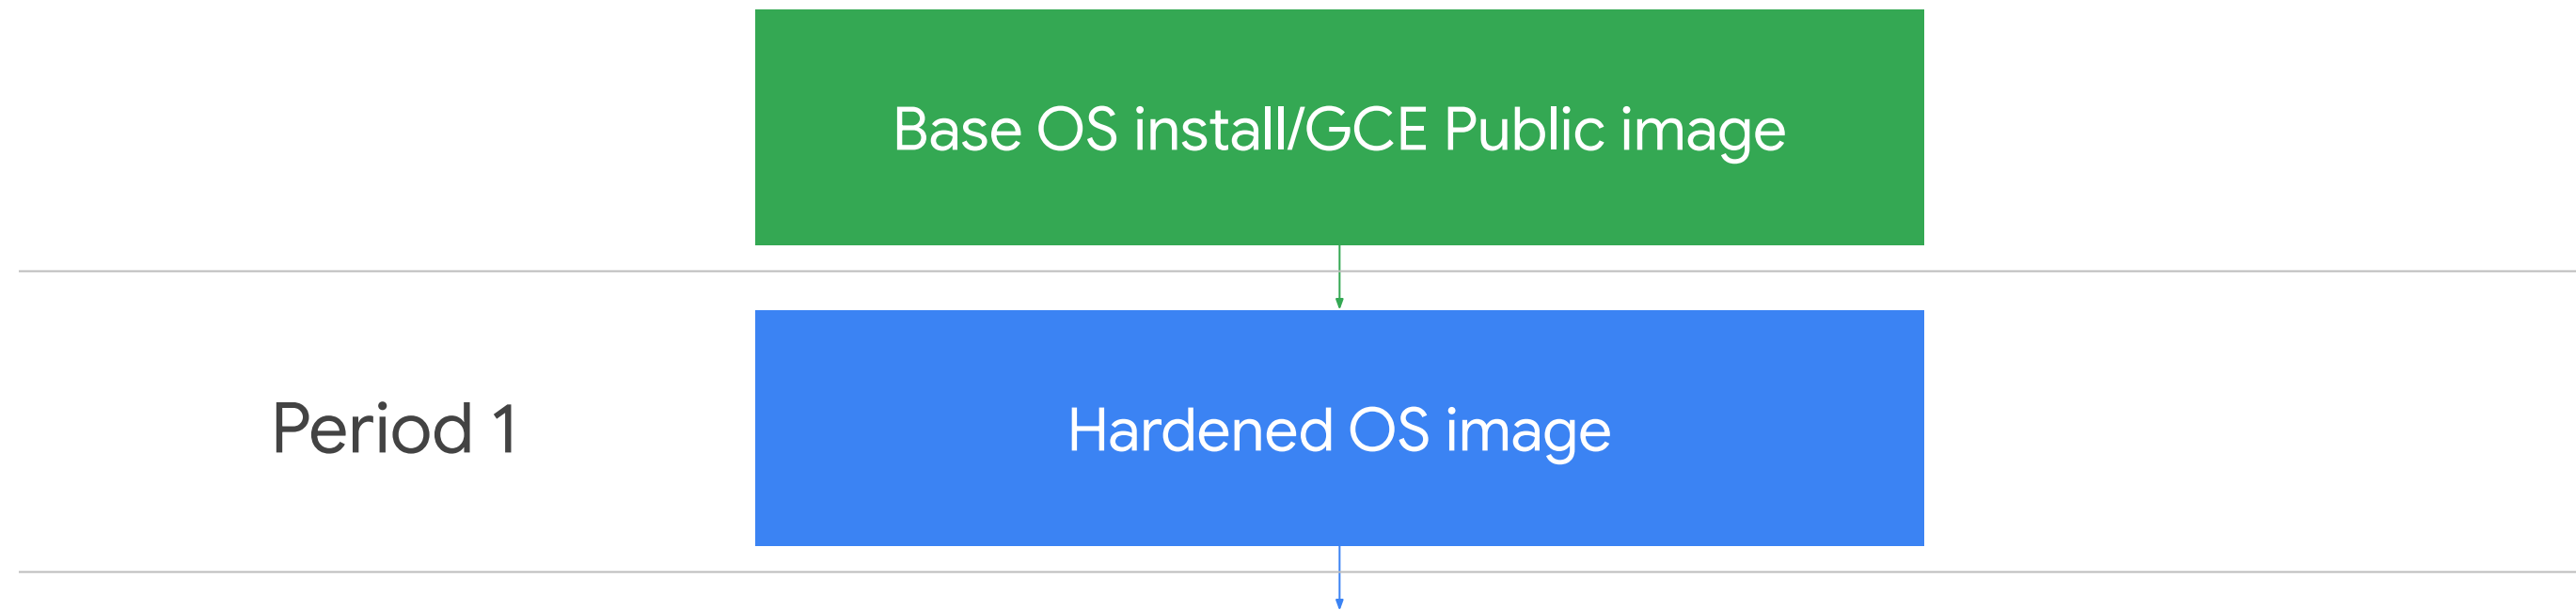 Base OS install/GCE Public image
Period 1
Hardened OS image